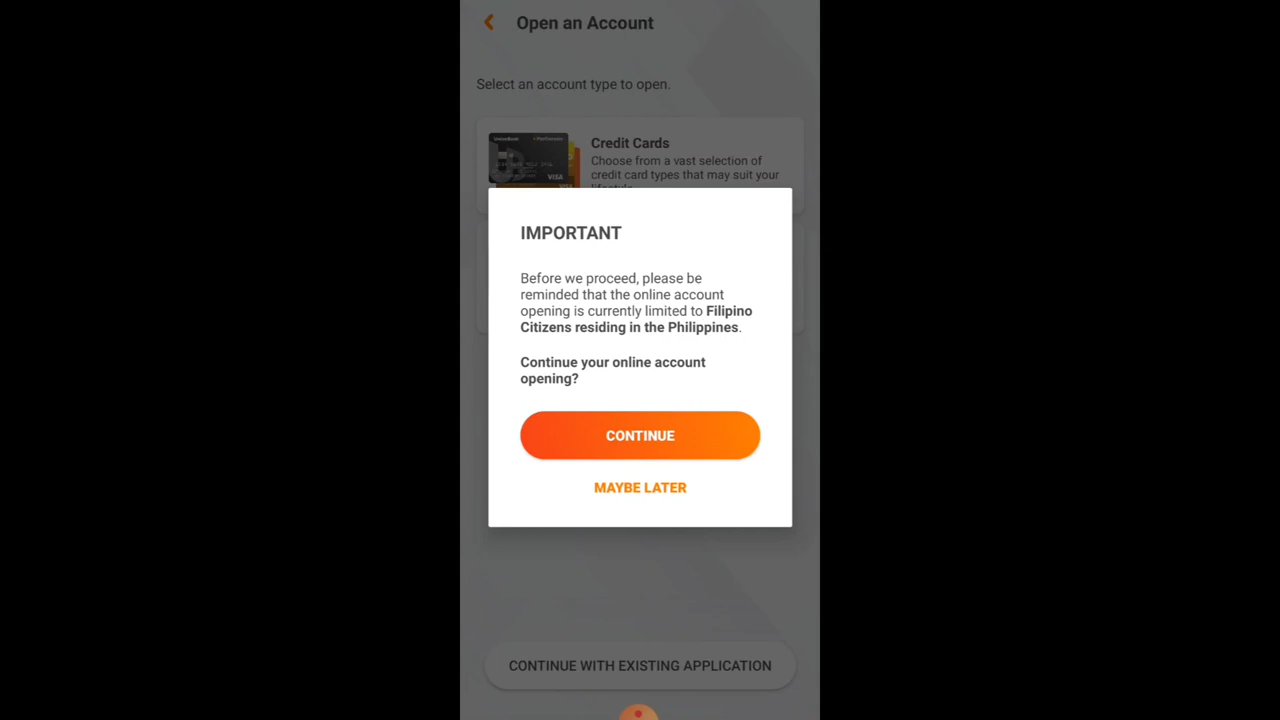 Open an Account
Select an account type to open.
UnionBank
VISA
Credit Cards
Choose from a vast selection of
credit card types that may suit your
lifestyle.
IMPORTANT
Before we proceed, please be
reminded that the online account
opening is currently limited to Filipino
Citizens residing in the Philippines.
Continue your online account
opening?
CONTINUE
MAYBE LATER
CONTINUE WITH EXISTING APPLICATION